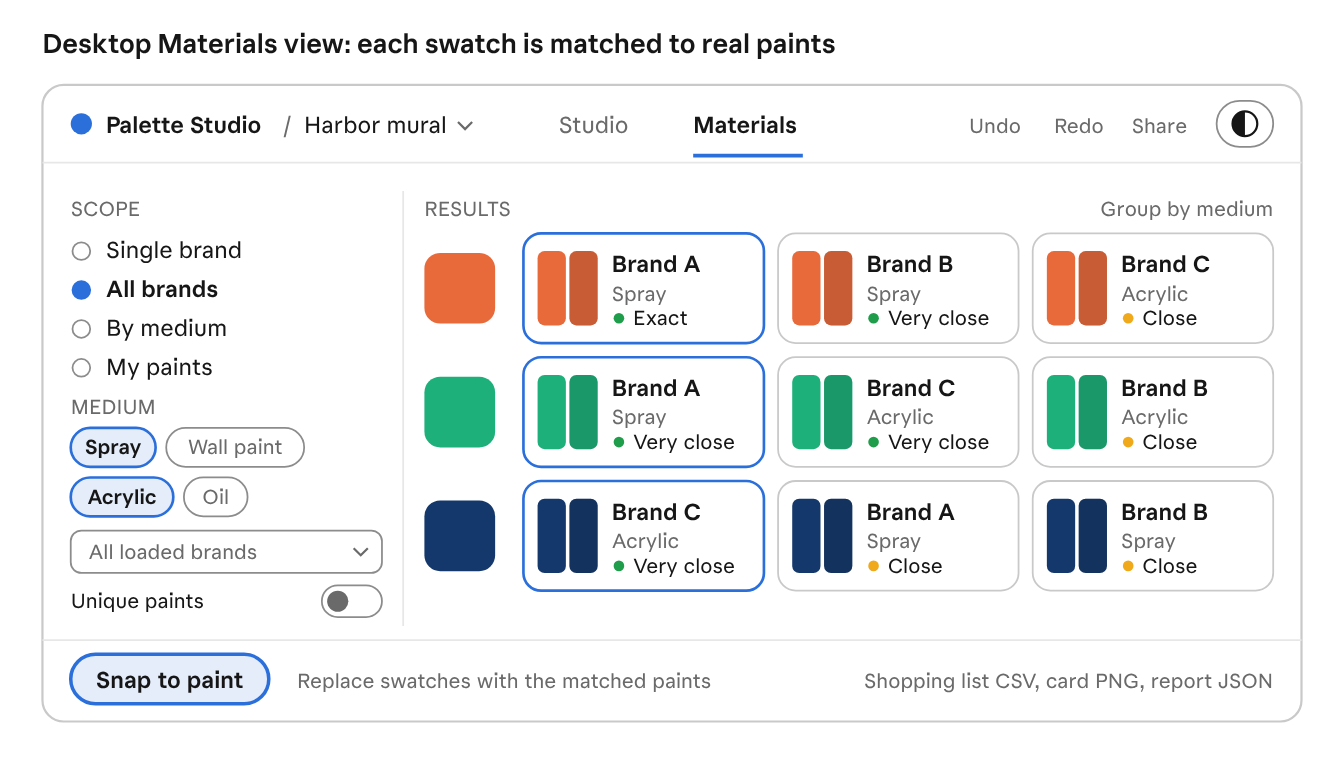 Desktop Materials view: each swatch is matched to real paints
Palette Studio / Harbor mural Studio Materials Undo Redo Share
SCOPE
Single brand
All brands
By medium
My paints
MEDIUM
Spray Wall paint
Acrylic Oil
All loaded brands
Unique paints
RESULTS Group by medium
Brand A
Spray
Exact
Brand B
Spray
Very close
Brand C
Acrylic
Close
Brand A
Spray
Very close
Brand C
Acrylic
Very close
Brand B
Acrylic
Close
Brand C
Acrylic
Very close
Brand A
Spray
Close
Brand B
Spray
Close
Snap to paint Replace swatches with the matched paints Shopping list CSV, card PNG, report JSON